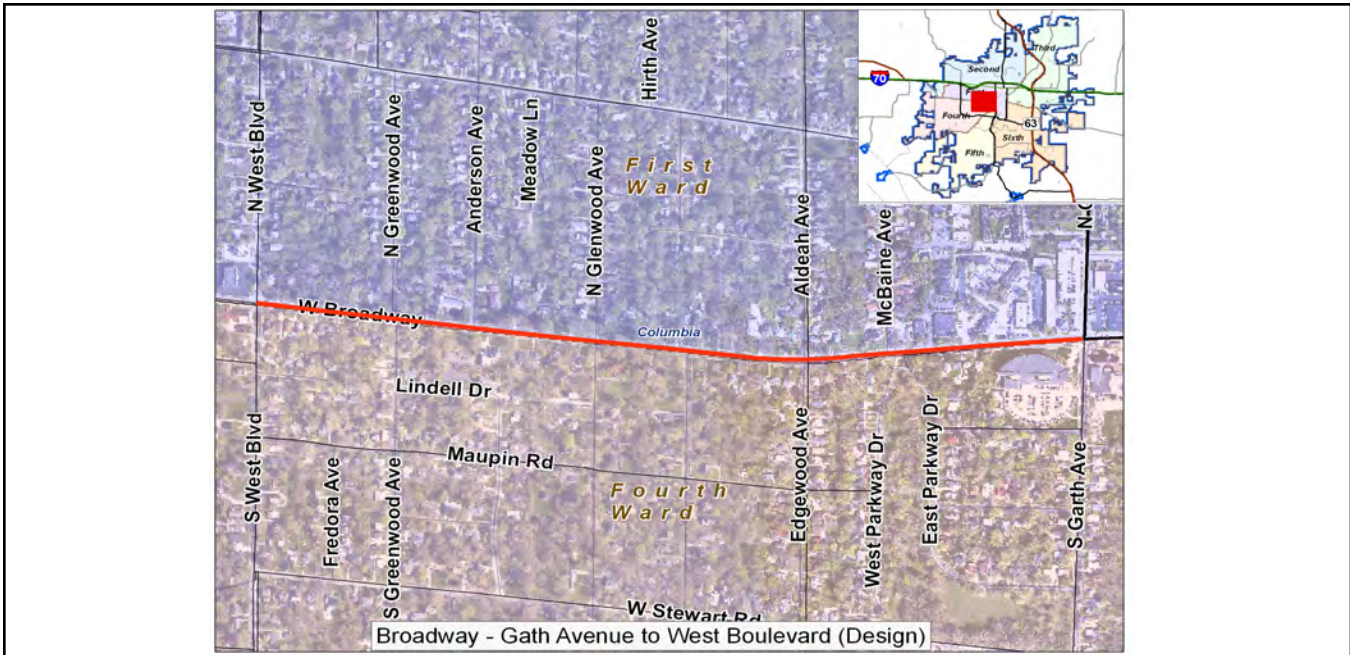 N West Blvd
N Greenwood Ave
Anderson Ave
Meadow Ln
N Glenwood Ave
Hirth Ave
First
Ward
Aldeah Ave
McBaine Ave
70
Second
Third
Fourth
63
Sixth
Fifth
W Broadway
Columbia
Lindell Dr
Maupin Rd
S West Blvd
Fredora Ave
S Greenwood Ave
Fourth
Ward
Edgewood Ave
West Parkway Dr
East Parkway Dr
S Garth Ave
W Stewart Rd
Broadway - Gath Avenue to West Boulevard (Design)